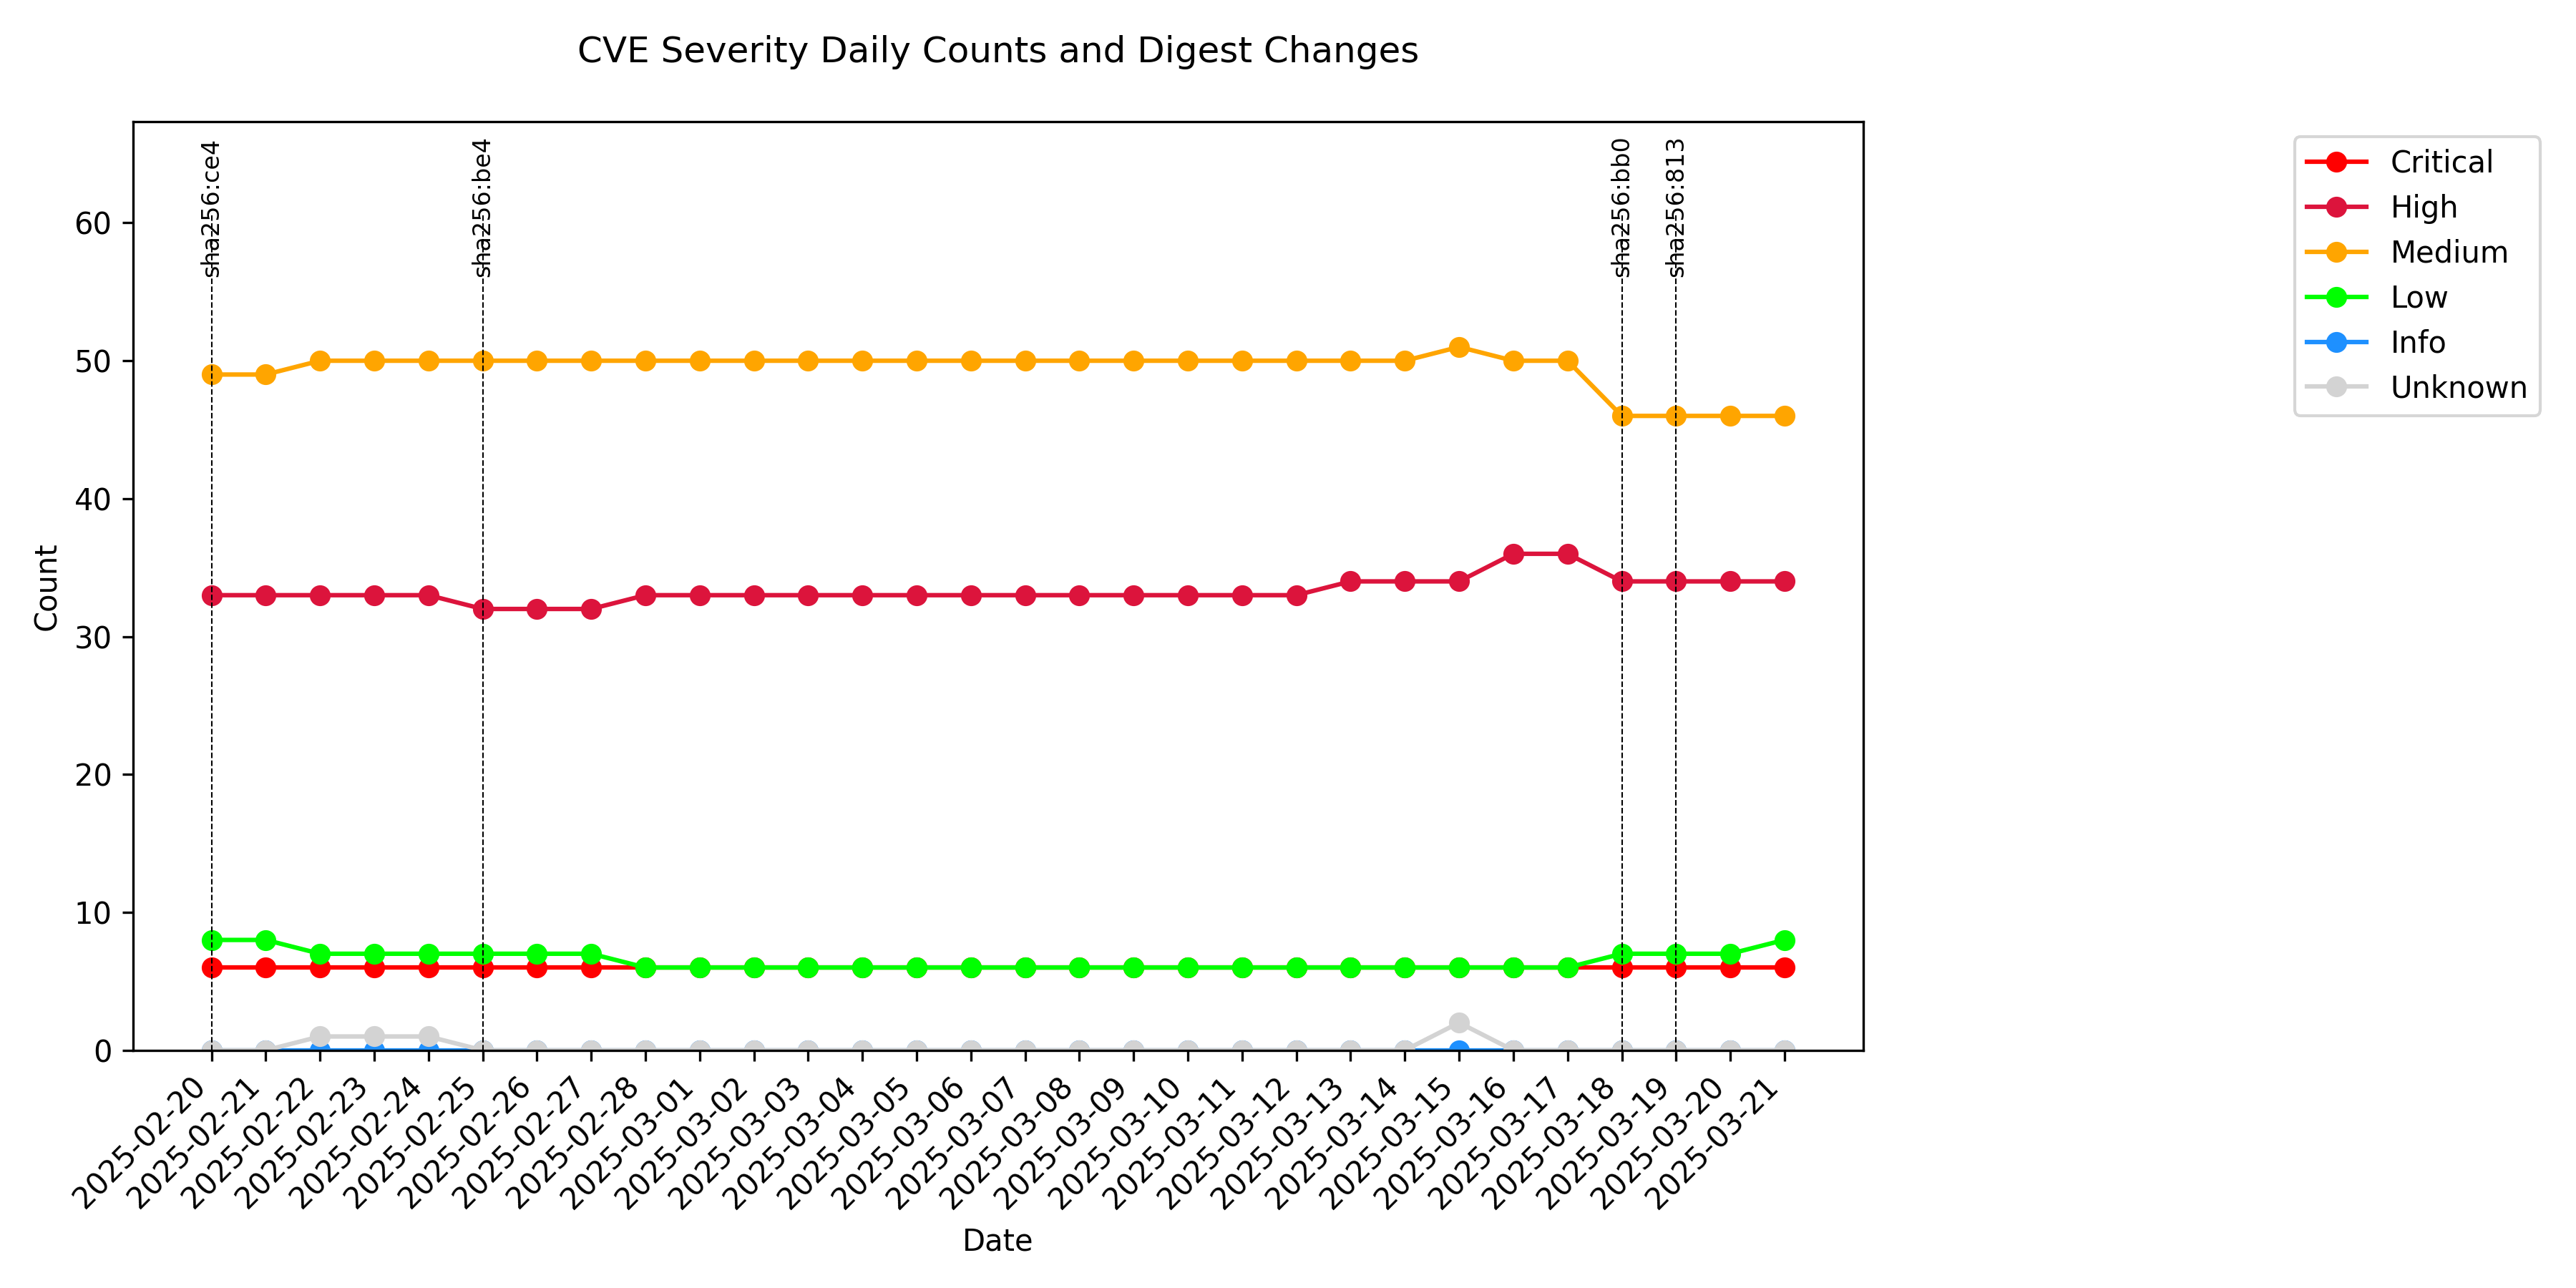 CVE Severity Daily Counts and Digest Changes
sha256:ce4
sha256:be4
sha256:bb0
sha256:813
Critical
High
Medium
Low
Info
Unknown
Count
60
50
40
30
20
10
0
2025-02-20
2025-02-21
2025-02-22
2025-02-23
2025-02-24
2025-02-25
2025-02-26
2025-02-27
2025-02-28
2025-03-01
2025-03-02
2025-03-03
2025-03-04
2025-03-05
2025-03-06
2025-03-07
2025-03-08
2025-03-09
2025-03-10
2025-03-11
2025-03-12
2025-03-13
2025-03-14
2025-03-15
2025-03-16
2025-03-17
2025-03-18
2025-03-19
2025-03-20
2025-03-21
Date